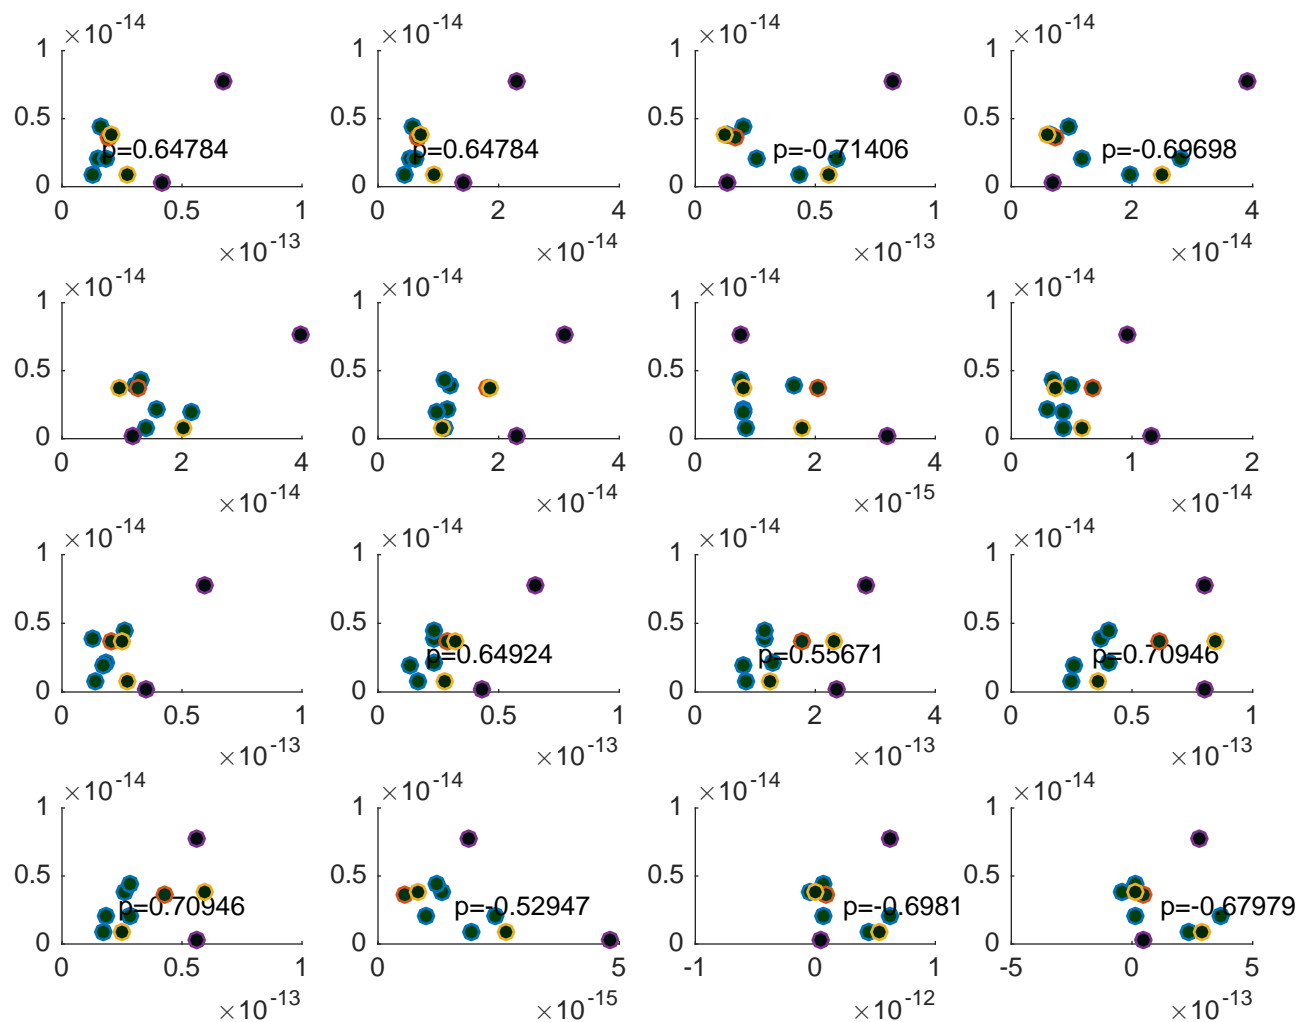 ×10-14 ×10-14 ×10-14 ×10-14
1 1 1 1
0.5 0.5 0.5 0.5
p=0.64784 p=0.64784 p=-0.71406 p=-0.69698
0 0 0 0
0 0.5 1 0 2 4 0 0.5 1 0 2 4
×10-13 ×10-14 ×10-13 ×10-14
×10-14 ×10-14 ×10-14 ×10-14
1 1 1 1
0.5 0.5 0.5 0.5
0 0 0 0
0 2 4 0 2 4 0 2 4 0 1 2
×10-14 ×10-14 ×10-15 ×10-14
×10-14 ×10-14 ×10-14 ×10-14
1 1 1 1
0.5 0.5 0.5 0.5
p=0.64924 p=0.55671 p=0.70946
0 0 0 0
0 0.5 1 0 0.5 1 0 2 4 0 0.5 1
×10-13 ×10-13 ×10-13 ×10-13
×10-14 ×10-14 ×10-14 ×10-14
1 1 1 1
0.5 0.5 0.5 0.5
p=0.70946 p=-0.52947 p=-0.6981 p=-0.67979
0 0 0 0
0 0.5 1 0 5 -1 0 1 -5 0 5
×10-13 ×10-15 ×10-12 ×10-13